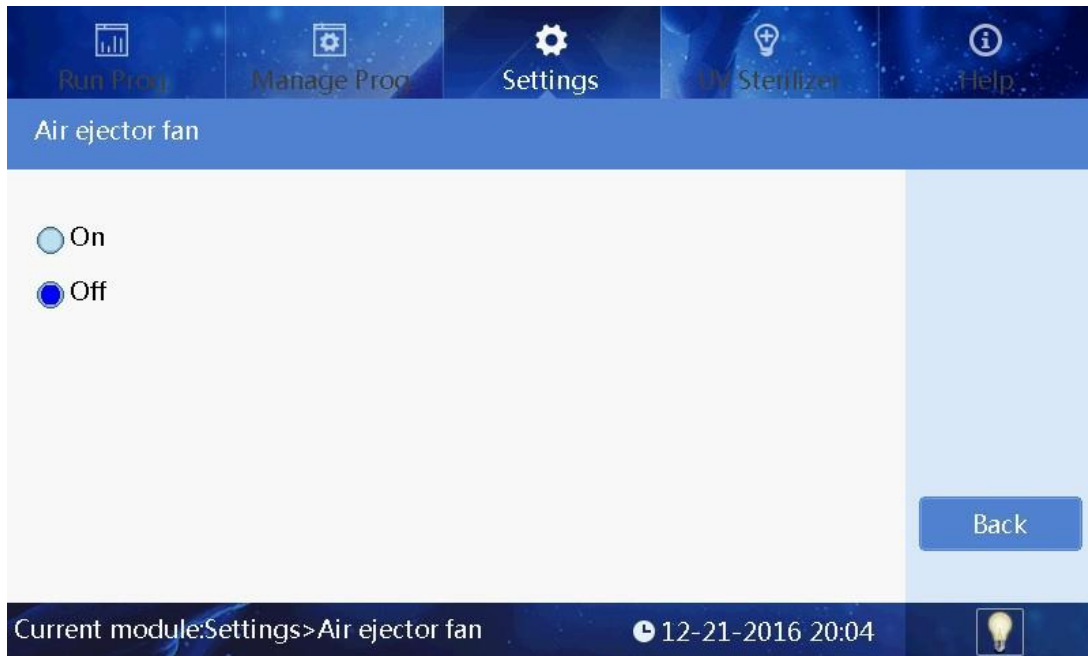 Run Prog.
Manage Prog.
Settings
UV Sterilizer
Help
Air ejector fan
On
Off
Back
Current module:Settings>Air ejector fan
12-21-2016 20:04